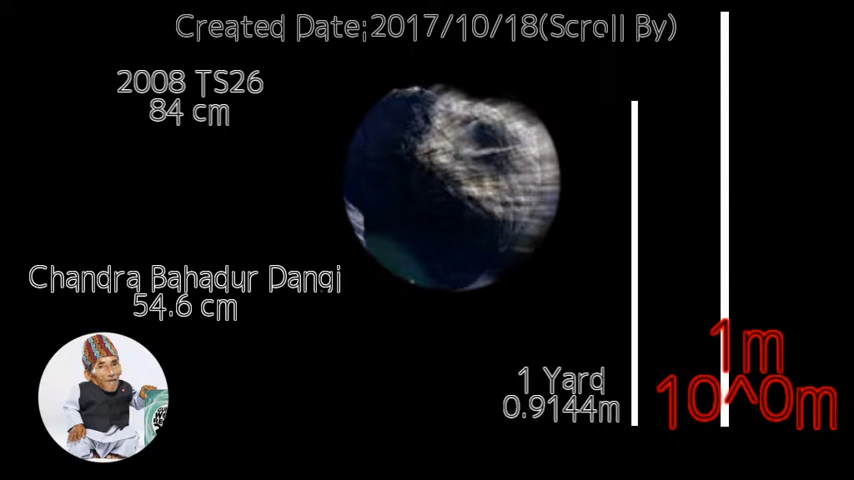 Created Date;2017/10/18(Scroll By)
2008 TS26
84 cm
Chandra Bahadur Dangi
54.6 cm
1 Yard
0.9144m
1m
10^0m